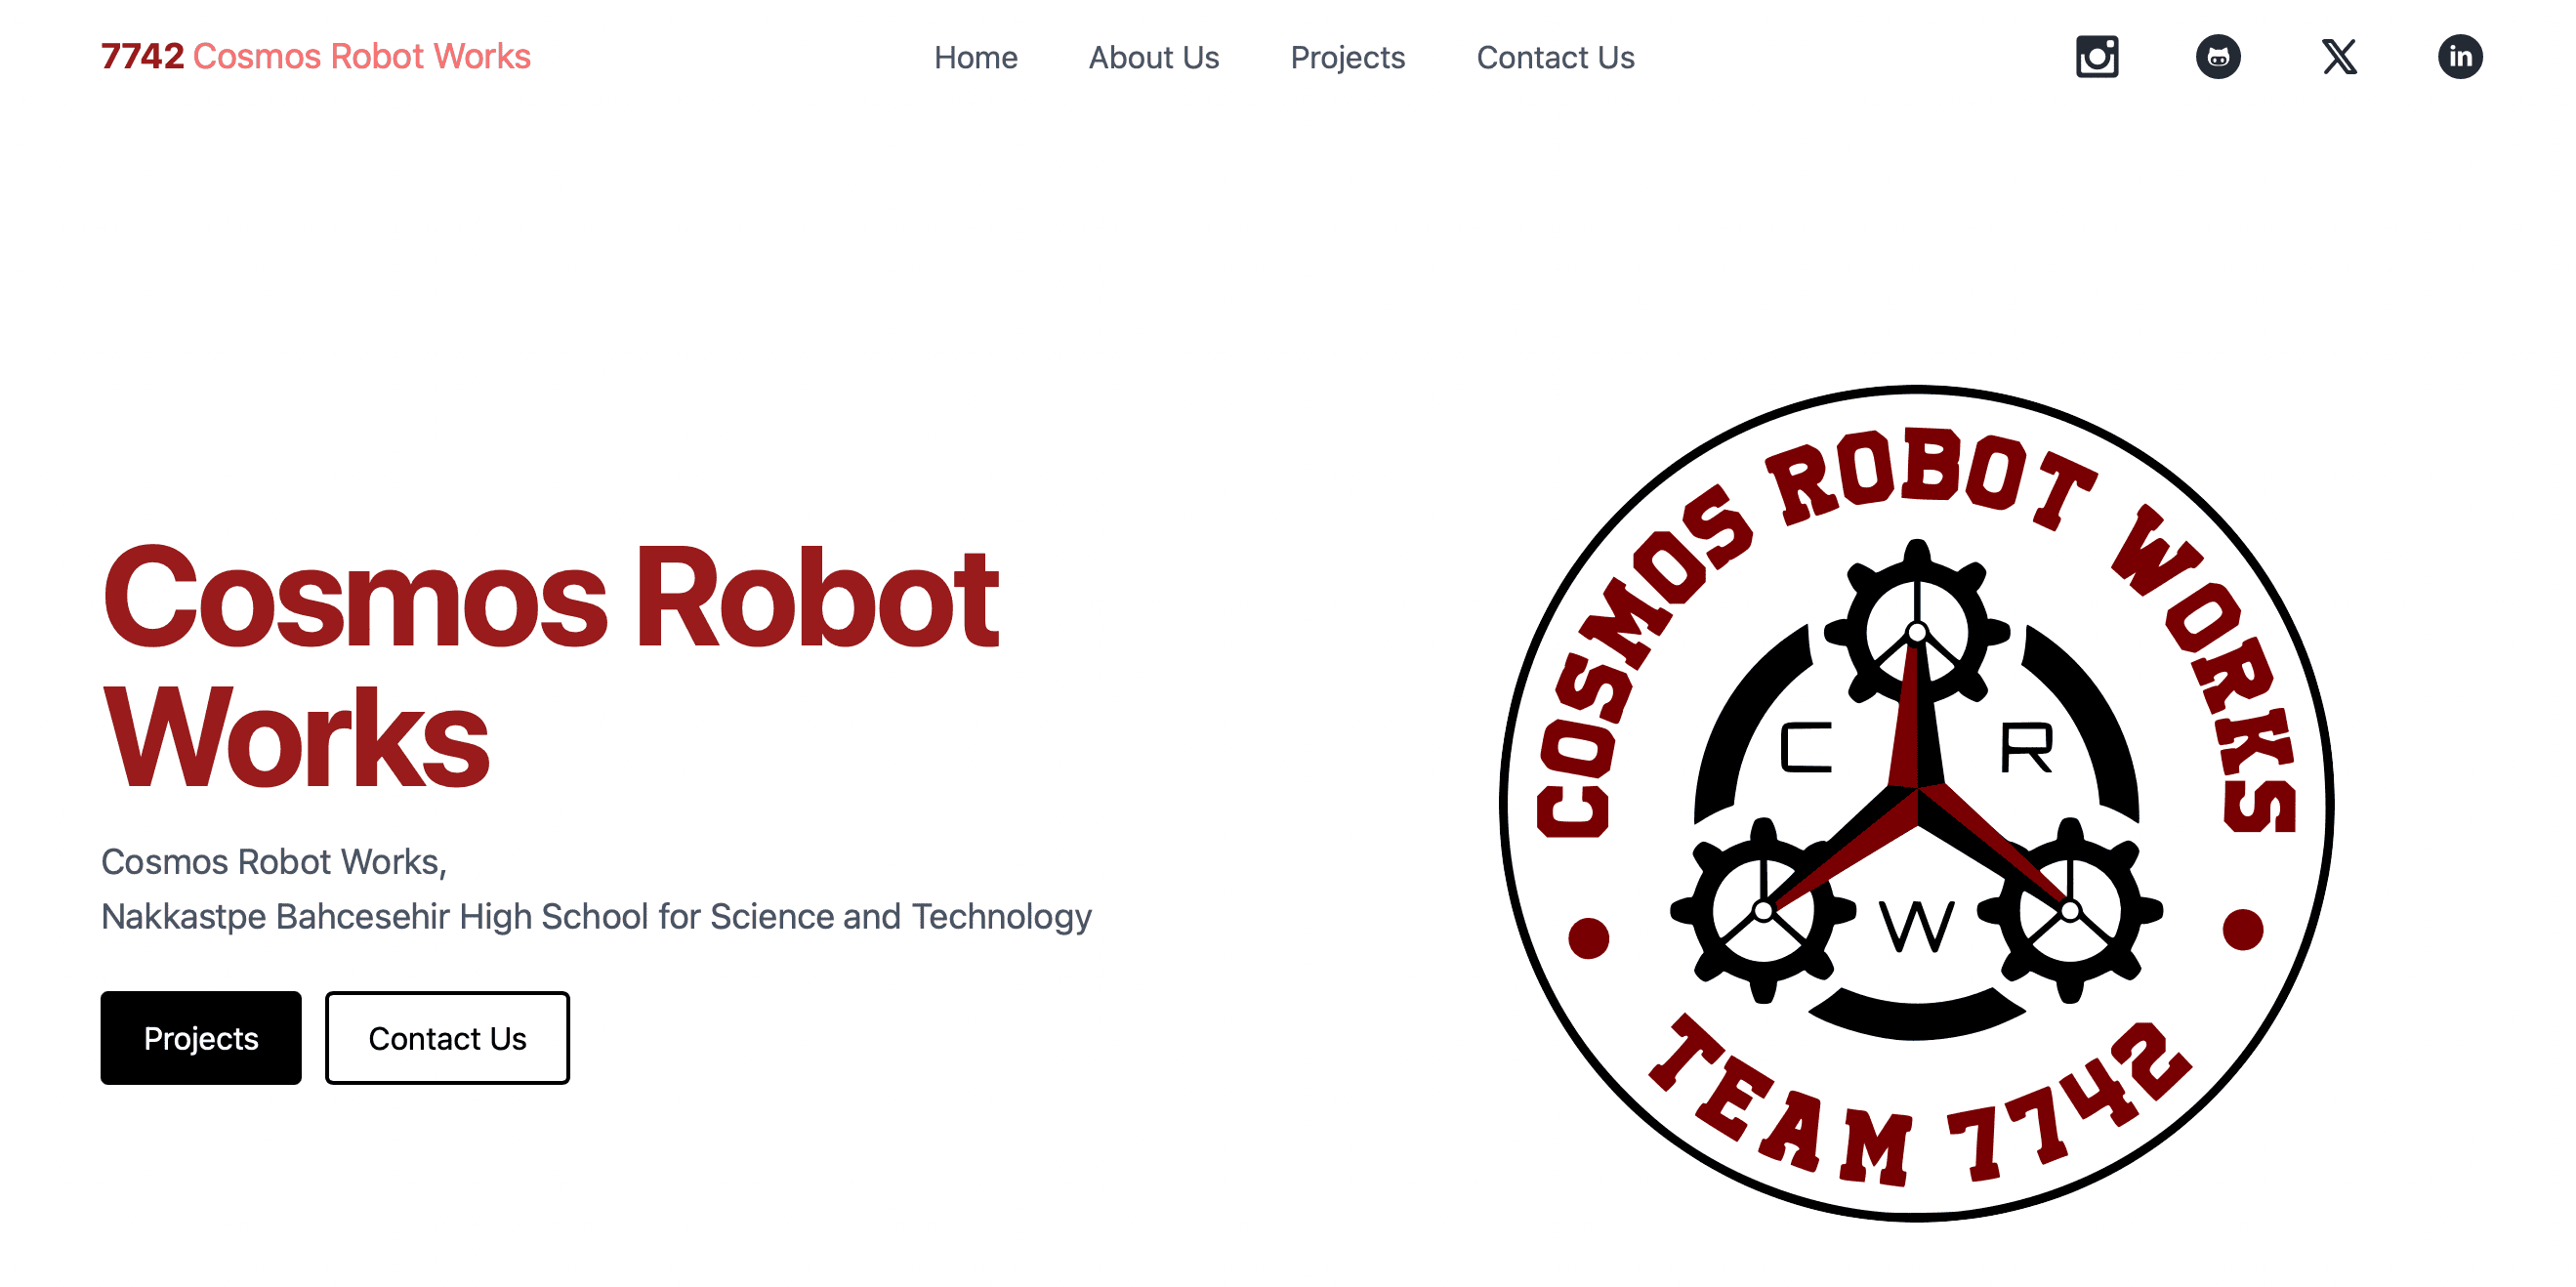 7742 Cosmos Robot Works
Home
About Us
Projects
Contact Us
in
Cosmos Robot
Works
Cosmos Robot Works,
Nakkastpe Bahcesehir High School for Science and Technology
Projects
Contact Us
COSMOS ROBOT WORKS
C R
W
TEAM 7742